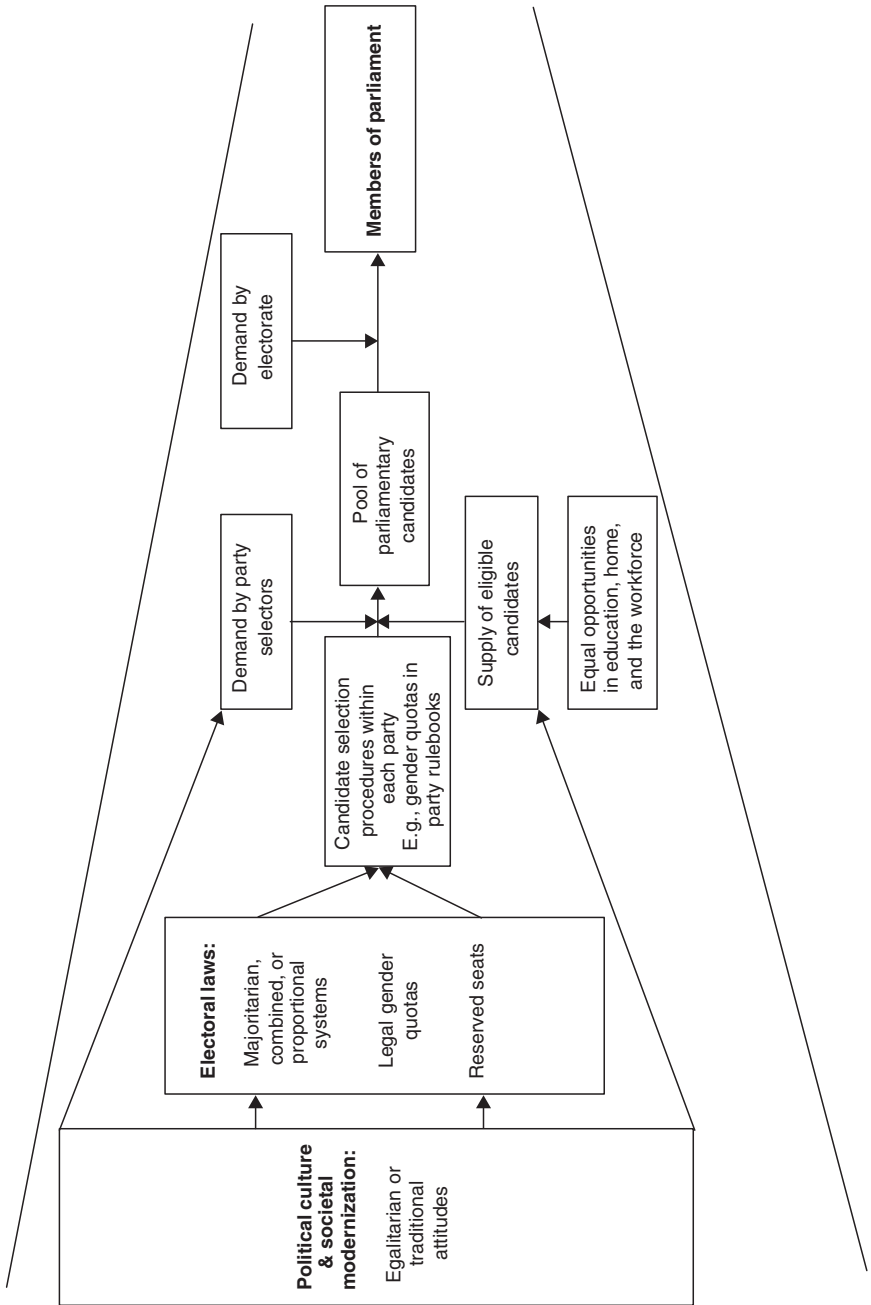 Political culture
& societal
modernization:
Egalitarian or
traditional
attitudes
Electoral laws:
Majoritarian,
combined, or
proportional
systems
Legal gender
quotas
Reserved seats
Candidate selection
procedures within
each party
E.g., gender quotas in
party rulebooks
Demand by party
selectors
Supply of eligible
candidates
Equal opportunities
in education, home,
and the workforce
Pool of
parliamentary
candidates
Demand by
electorate
Members of parliament